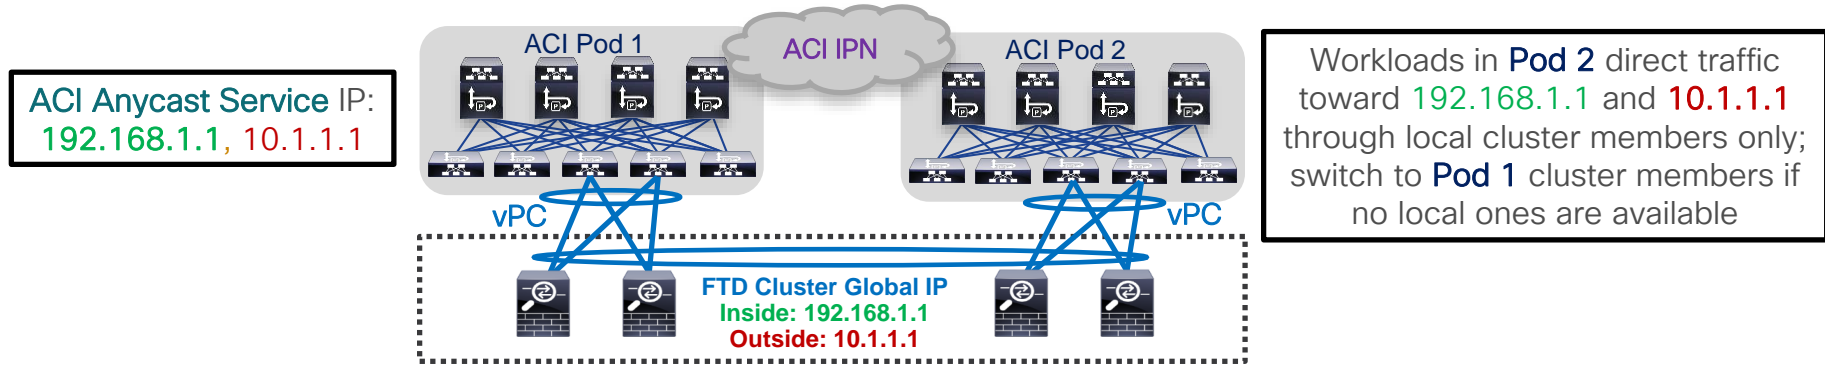 ACI Anycast Service IP:
192.168.1.1, 10.1.1.1
ACI Pod 1
ACI IPN
ACI Pod 2
vPC
vPC
FTD Cluster Global IP
Inside: 192.168.1.1
Outside: 10.1.1.1
Workloads in Pod 2 direct traffic
toward 192.168.1.1 and 10.1.1.1
through local cluster members only;
switch to Pod 1 cluster members if
no local ones are available